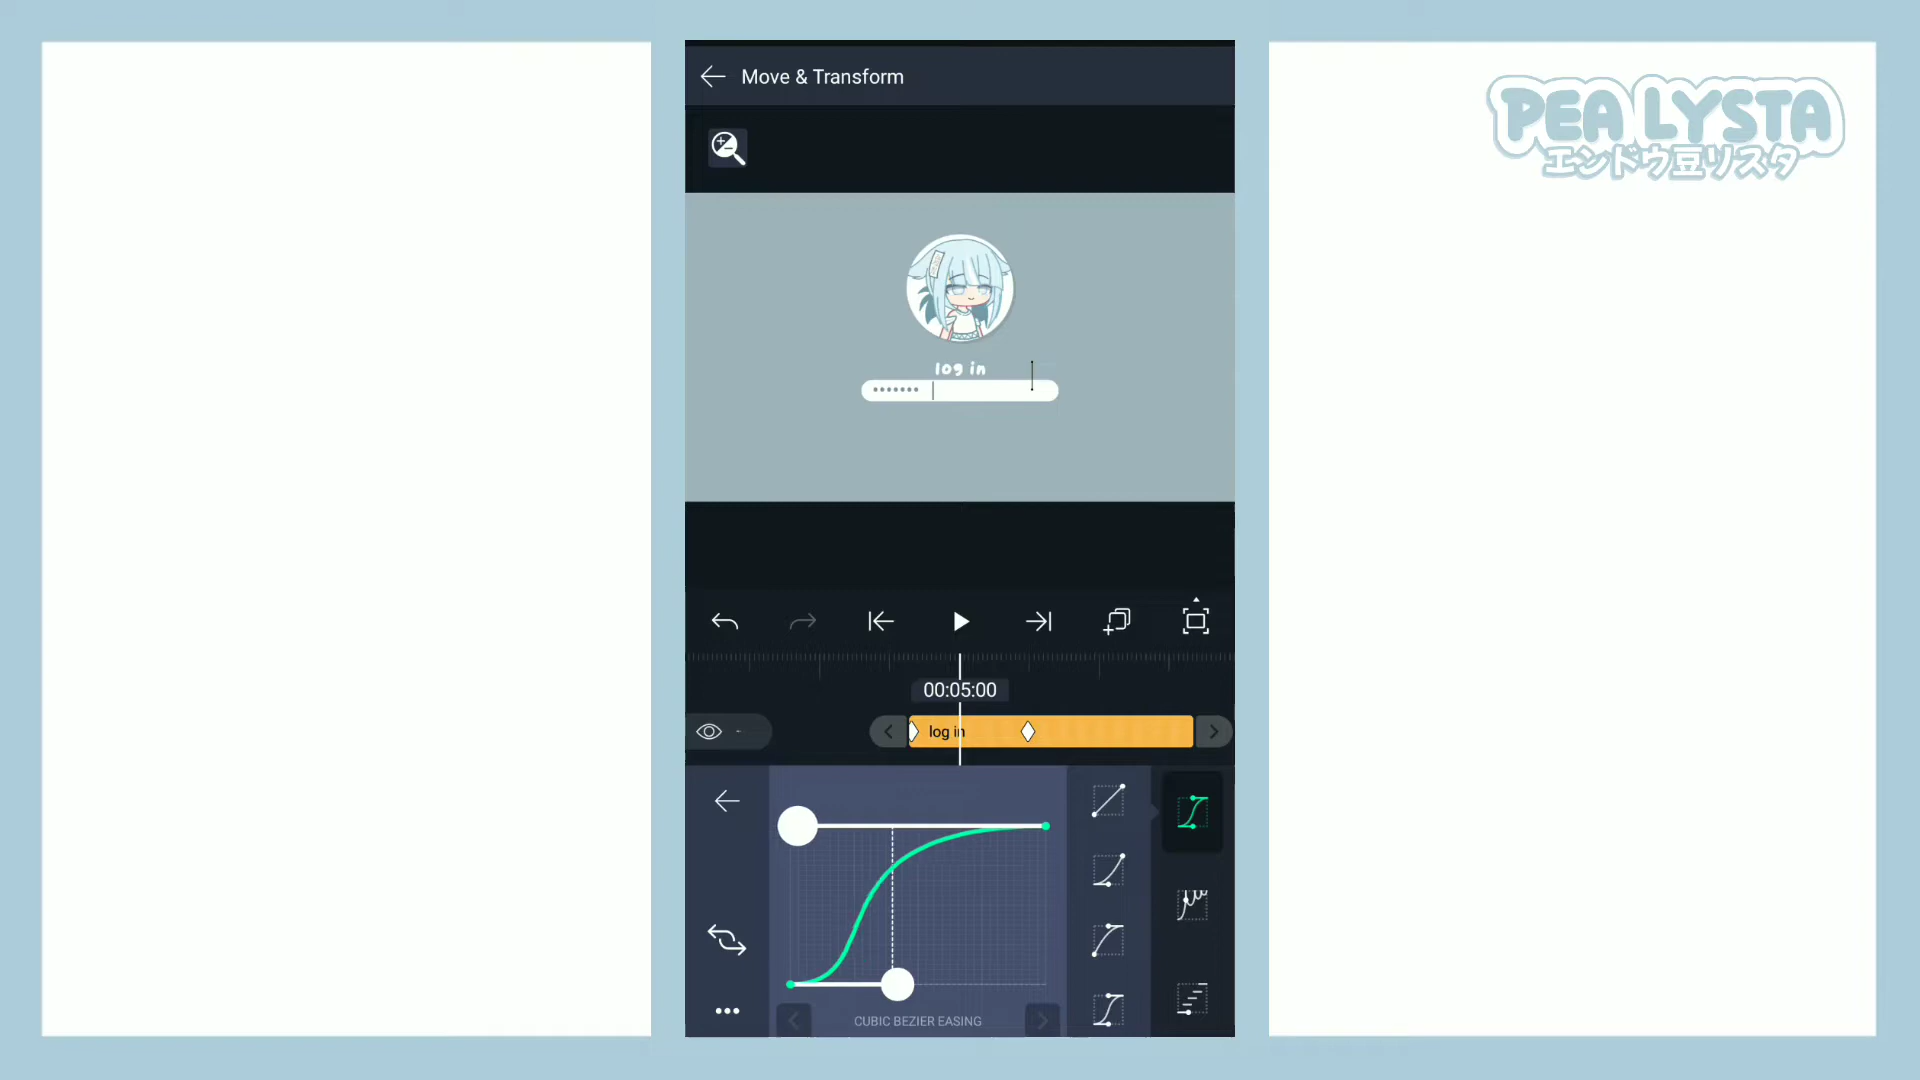 Move & Transform
PEA LYSTA
エンドウ豆リスタ
log in
00:05:00
log in
CUBIC BEZIER EASING